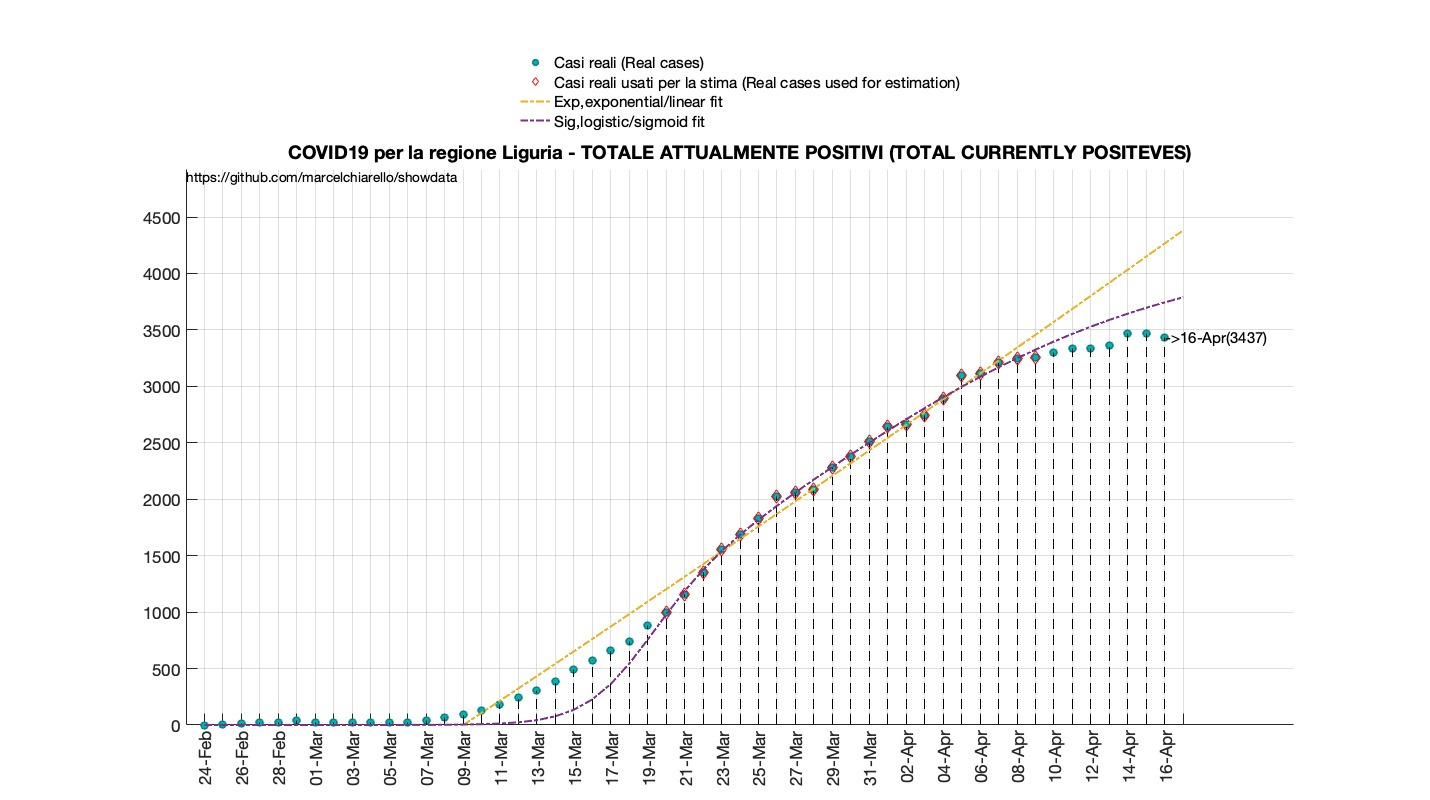 Casi reali (Real cases)
Casi reali usati per la stima (Real cases used for estimation)
Exp,exponential/linear fit
Sig,logistic/sigmoid fit
COVID19 per la regione Liguria - TOTALE ATTUALMENTE POSITIVI (TOTAL CURRENTLY POSITEVES)
https://github.com/marcelchiarello/showdata
4500
4000
3500
->16-Apr(3437)
3000
2500
2000
1500
1000
500
0
24-Feb
26-Feb
28-Feb
01-Mar
03-Mar
05-Mar
07-Mar
09-Mar
11-Mar
13-Mar
15-Mar
17-Mar
19-Mar
21-Mar
23-Mar
25-Mar
27-Mar
29-Mar
31-Mar
02-Apr
04-Apr
06-Apr
08-Apr
10-Apr
12-Apr
14-Apr
16-Apr